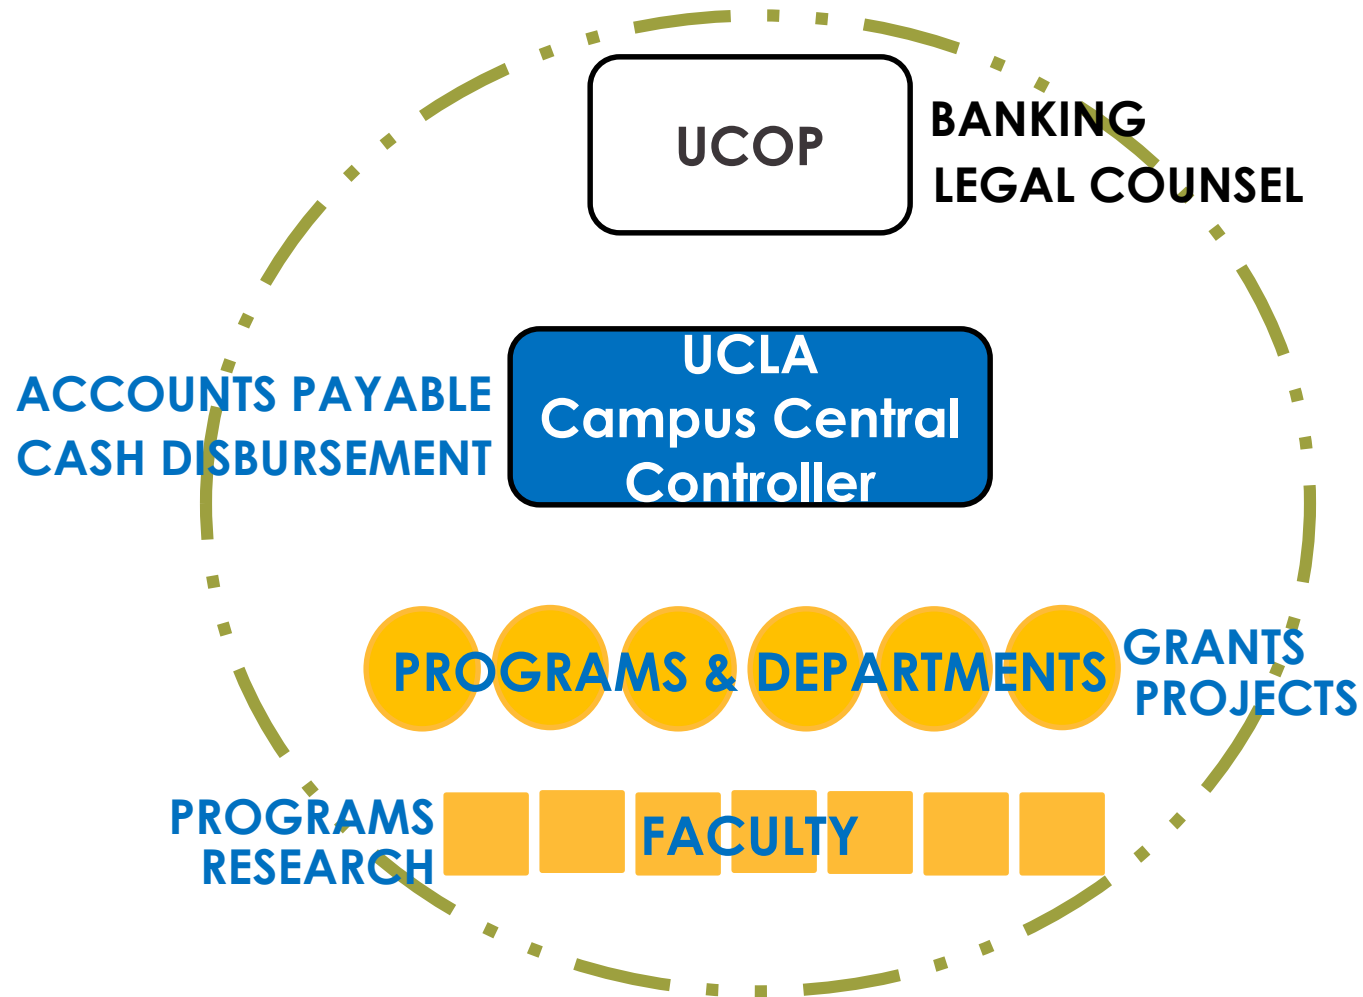 UCOP
BANKING
LEGAL COUNSEL
ACCOUNTS PAYABLE
CASH DISBURSEMENT
UCLA
Campus Central
Controller
PROGRAMS & DEPARTMENTS
GRANTS
PROJECTS
PROGRAMS
RESEARCH
FACULTY